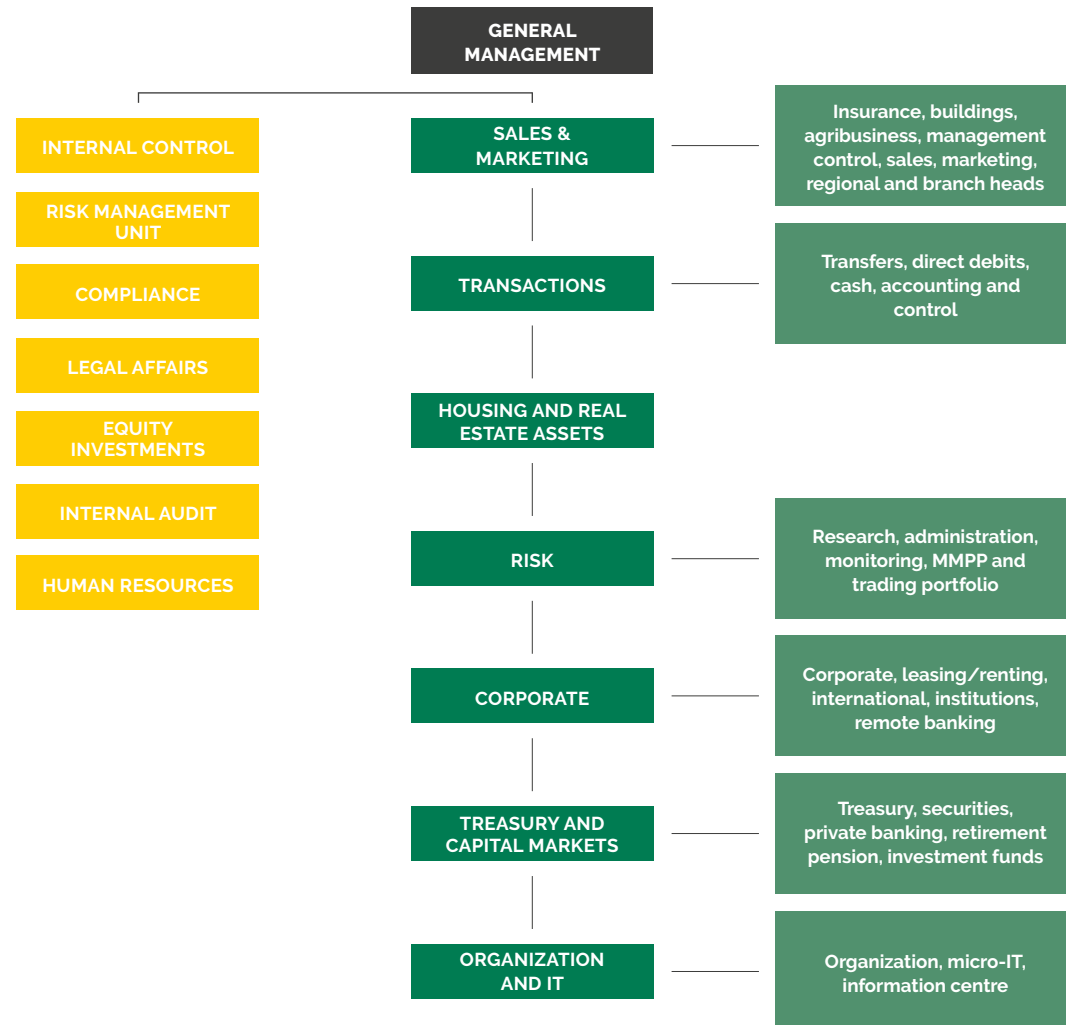 GENERAL
MANAGEMENT
INTERNAL CONTROL
RISK MANAGEMENT
UNIT
COMPLIANCE
LEGAL AFFAIRS
EQUITY
INVESTMENTS
INTERNAL AUDIT
HUMAN RESOURCES
SALES &
MARKETING
Insurance, buildings,
agribusiness, management
control, sales, marketing,
regional and branch heads
TRANSACTIONS
Transfers, direct debits,
cash, accounting and
control
HOUSING AND REAL
ESTATE ASSETS
RISK
Research, administration,
monitoring, MMPP and
trading portfolio
CORPORATE
Corporate, leasing/renting,
international, institutions,
remote banking
TREASURY AND
CAPITAL MARKETS
Treasury, securities,
private banking, retirement
pension, investment funds
ORGANIZATION
AND IT
Organization, micro-IT,
information centre